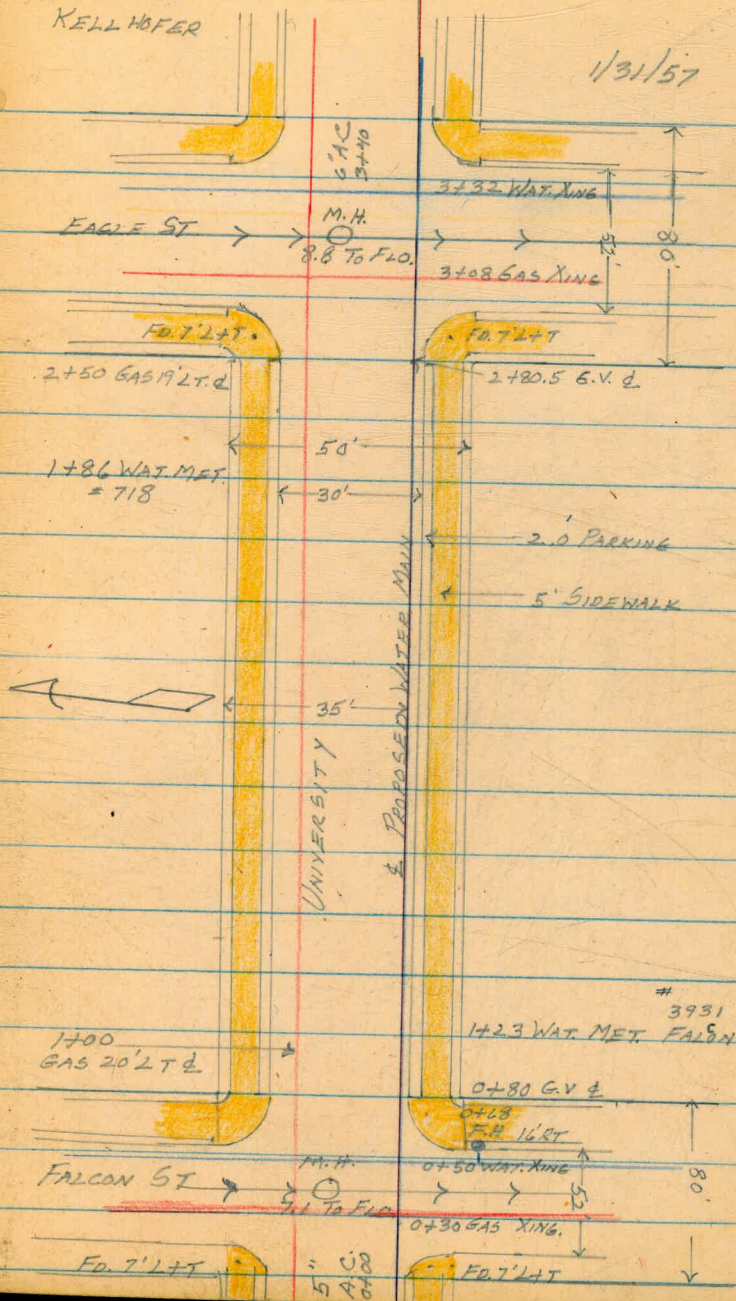 KELLHOFER
1/31/57
6" A.C.
3+40
3+32 WAT. XING
EAGLE ST
M.H.
8.8 TO FLO.
3+08 GAS XING
52'
80'
FD. 7' L+T
FD. 7' L+T
2+50 GAS 19' LT. ℄
2+80.5 G.V. ℄
50'
1+86 WAT. MET.
= 718
30'
2.0' PARKING
5' SIDEWALK
35'
UNIVERSITY
℄ PROPOSED WATER MAIN
#
3931
1+23 WAT. MET. FALCON
1+00
GAS 20' LT ℄
0+80 G.V ℄
0+68
F.H 16' RT.
FALCON ST
M.H.
7.1 TO FLO.
0+50 WAT. XING
52'
80'
0+30 GAS XING.
FD. 7' L+T
5"
A.C.
0+00
FD. 7' L+T